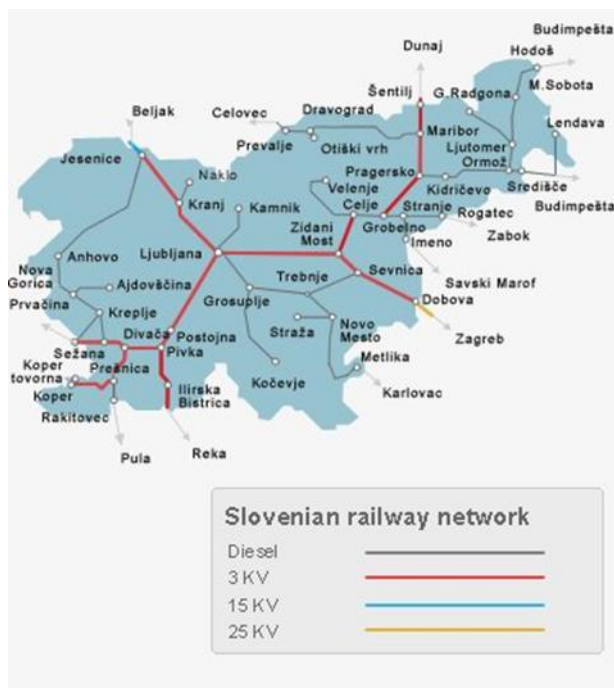 Budimpešta
Dunaj
Hodoš
Šentilj
G.Radgona
M.Sobota
Beljak
Celovec
Dravograd
Lendava
Maribor
Jesenice
Prevalje
Otiški vrh
Ljutomer
Pragersko
Ormož
Naklo
Velenje
Kidričevo
Središče
Kranj
Kamnik
Celje
Stranje
Rogatec
Budimpešta
Zidani
Most
Grobelno
Imeno
Zabok
Anhovo
Ljubljana
Nova
Gorica
Ajdovščina
Trebnje
Sevnica
Savski Marof
Prvačina
Grosuplje
Dobova
Kreplje
Divača
Postojna
Straža
Novo
Mesto
Zagreb
Sežana
Pivka
Koper
tovorna
Prešnica
Metlika
Koper
Ilirska
Bistrica
Kočevje
Karlovac
Rakitovec
Pula
Reka
Slovenian railway network
Diesel
3 KV
15 KV
25 KV